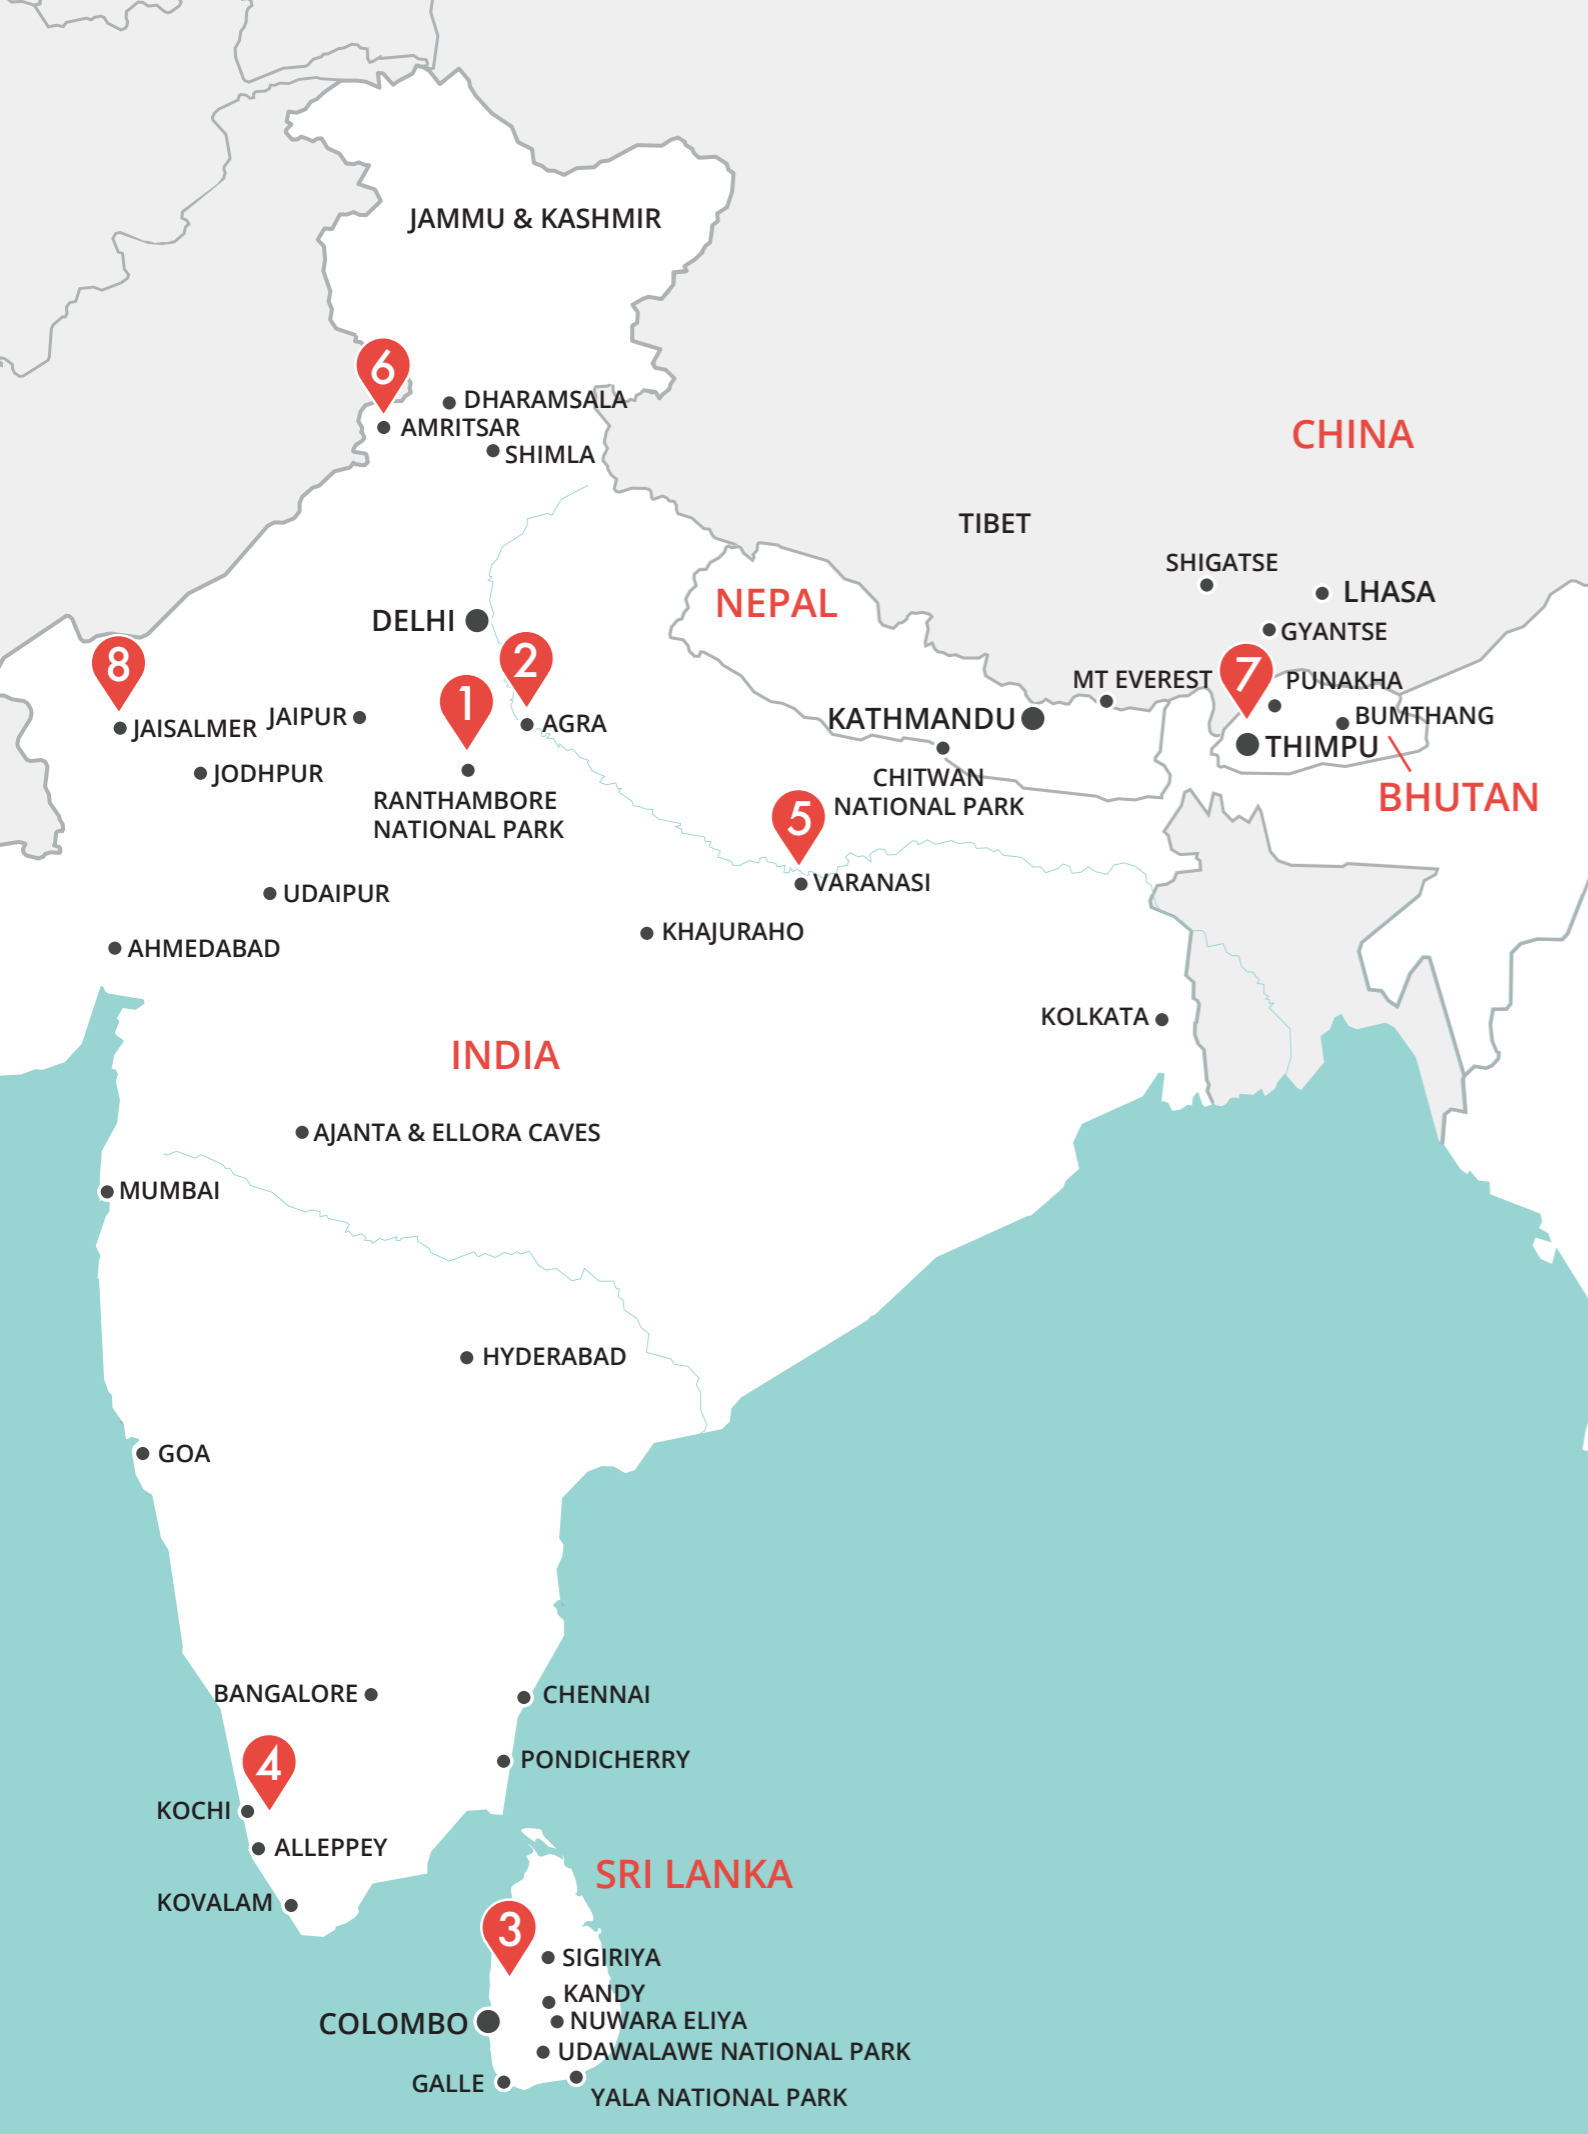 JAMMU & KASHMIR
6
DHARAMSALA
AMRITSAR
SHIMLA
CHINA
TIBET
SHIGATSE
LHASA
NEPAL
DELHI
GYANTSE
8
2
7
MT EVEREST
PUNAKHA
1
JAISALMER
JAIPUR
AGRA
KATHMANDU
BUMTHANG
THIMPU
JODHPUR
CHITWAN
NATIONAL PARK
BHUTAN
RANTHAMBORE
NATIONAL PARK
5
VARANASI
UDAIPUR
KHAJURAHO
AHMEDABAD
KOLKATA
INDIA
AJANTA & ELLORA CAVES
MUMBAI
HYDERABAD
GOA
BANGALORE
CHENNAI
PONDICHERRY
4
KOCHI
ALLEPPEY
SRI LANKA
KOVALAM
3
SIGIRIYA
KANDY
COLOMBO
NUWARA ELIYA
UDAWALAWE NATIONAL PARK
GALLE
YALA NATIONAL PARK